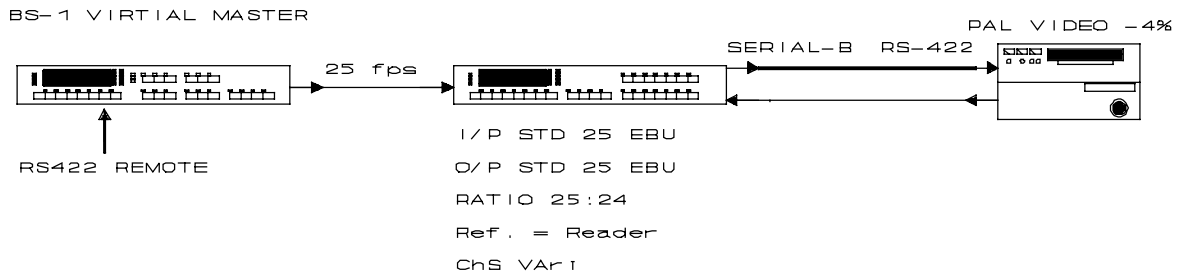 BS-1 VIRTIAL MASTER
PAL VIDEO -4%
SERIAL-B RS-422
25 fps
RS422 REMOTE
I/P STD 25 EBU
O/P STD 25 EBU
RATIO 25:24
Ref. = Reader
ChS VArI